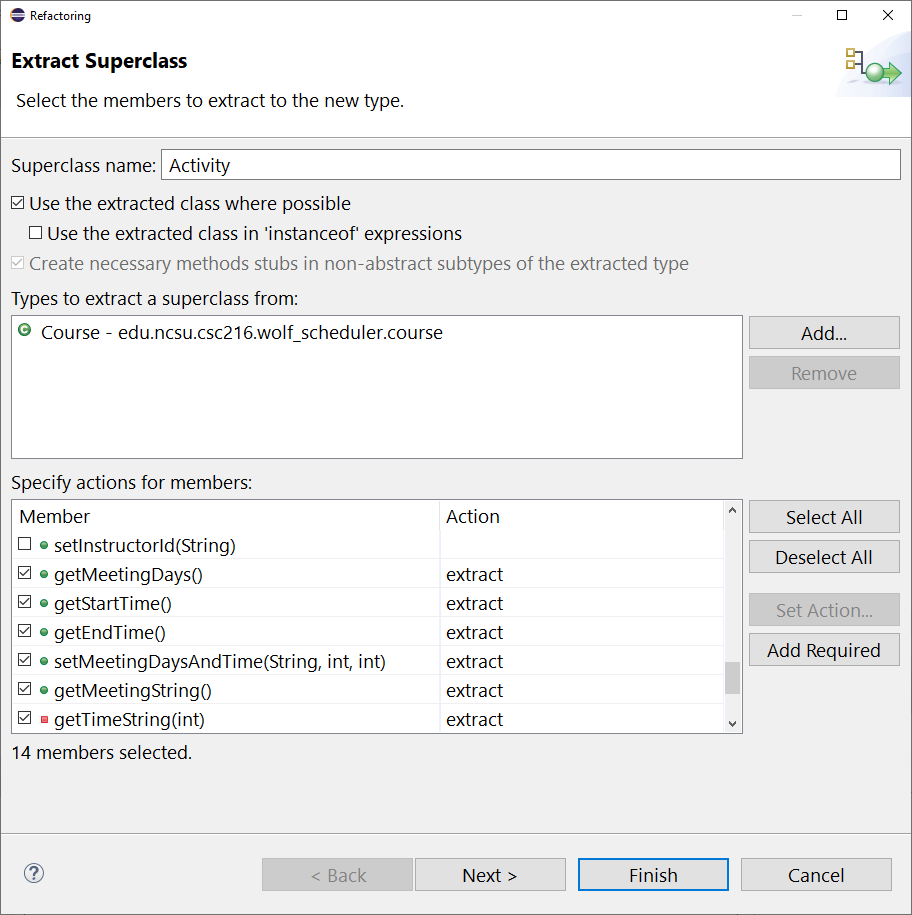 Refactoring
Extract Superclass
Select the members to extract to the new type.
Superclass name: Activity
Use the extracted class where possible
Use the extracted class in 'instanceof' expressions
Create necessary methods stubs in non-abstract subtypes of the extracted type
Types to extract a superclass from:
Course - edu.ncsu.csc216.wolf_scheduler.course
Add...
Remove
Specify actions for members:
Member Action
setInstructorId(String)
getMeetingDays() extract
getStartTime() extract
getEndTime() extract
setMeetingDaysAndTime(String, int, int) extract
getMeetingString() extract
getTimeString(int) extract
Select All
Deselect All
Set Action...
Add Required
14 members selected.
< Back Next > Finish Cancel